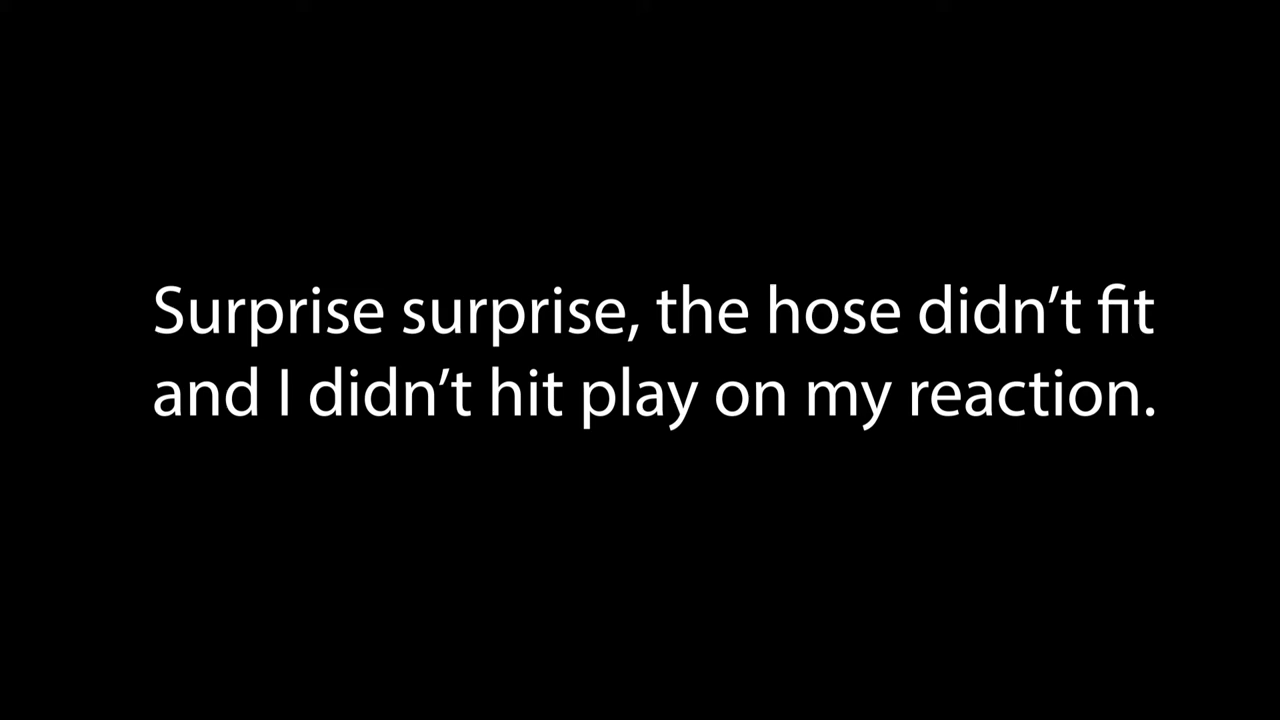 Surprise surprise, the hose didn’t fit
and I didn’t hit play on my reaction.